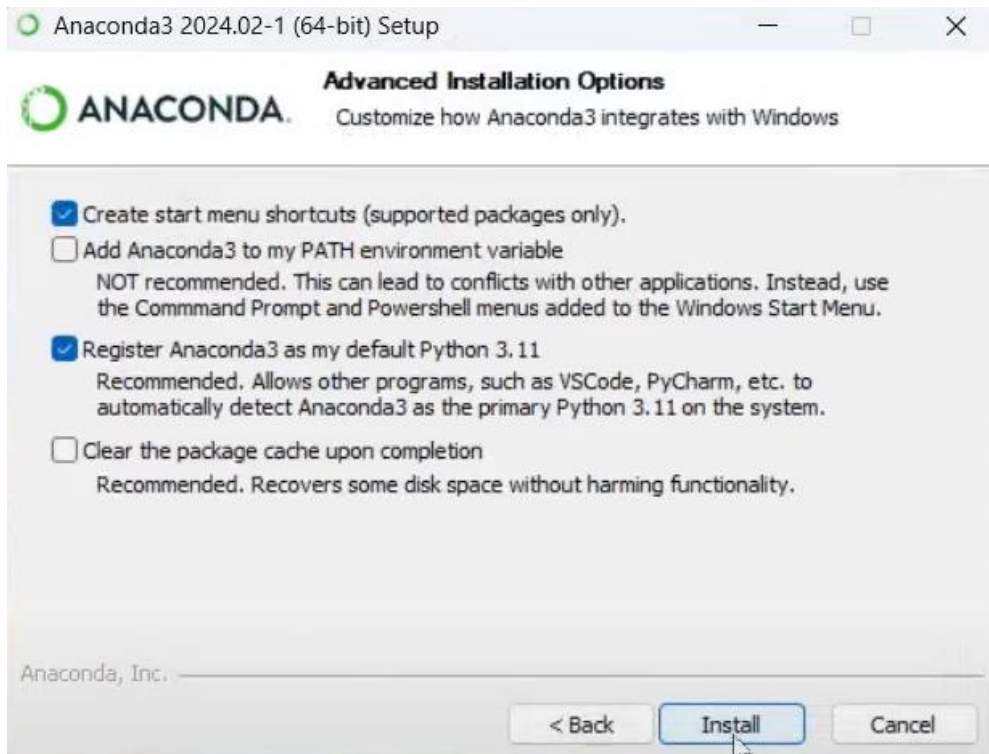 Anaconda3 2024.02-1 (64-bit) Setup
Advanced Installation Options
ANACONDA.
Customize how Anaconda3 integrates with Windows
Create start menu shortcuts (supported packages only).
Add Anaconda3 to my PATH environment variable
NOT recommended. This can lead to conflicts with other applications. Instead, use
the Commmand Prompt and Powershell menus added to the Windows Start Menu.
Register Anaconda3 as my default Python 3.11
Recommended. Allows other programs, such as VSCode, PyCharm, etc. to
automatically detect Anaconda3 as the primary Python 3.11 on the system.
Clear the package cache upon completion
Recommended. Recovers some disk space without harming functionality.
Anaconda, Inc.
< Back
Install
Cancel